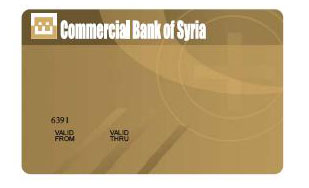 Commercial Bank of Syria
6391
VALID VALID
FROM THRU